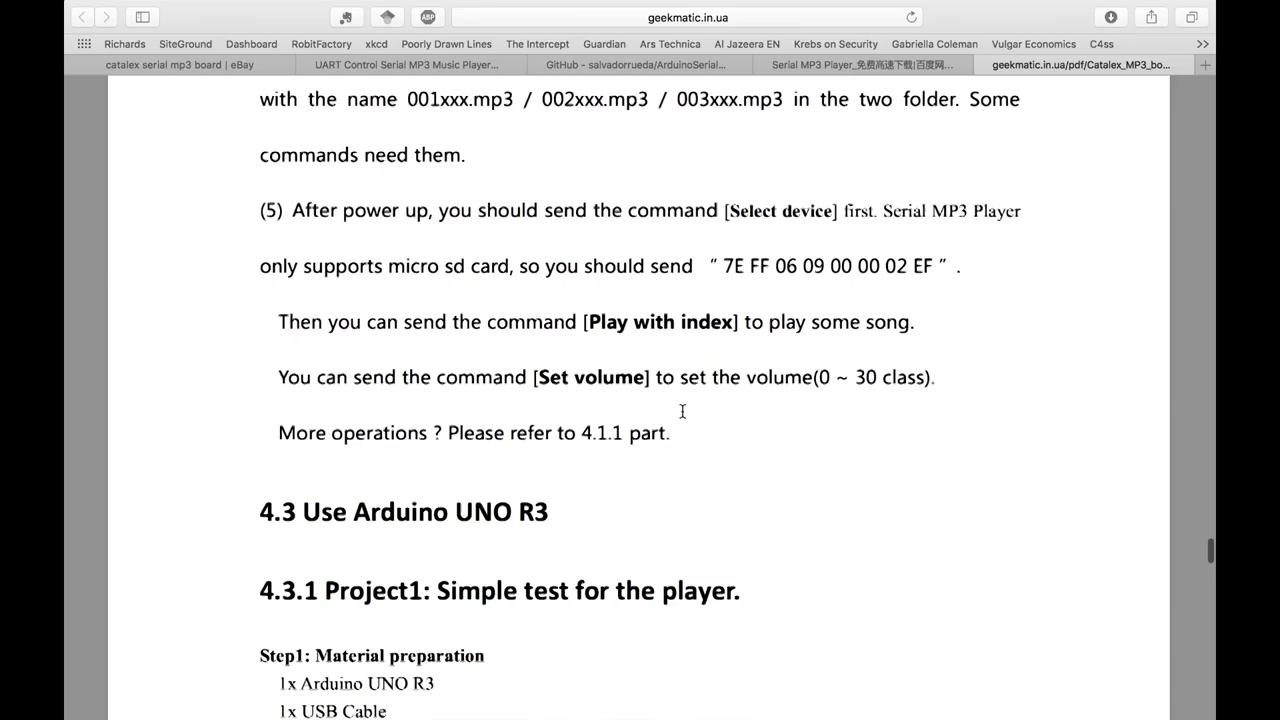 geekmatic.in.ua
ABP
Richards SiteGround Dashboard RobitFactory xkcd Poorly Drawn Lines The Intercept Guardian Ars Technica Al Jazeera EN Krebs on Security Gabriella Coleman Vulgar Economics C4ss
catalex serial mp3 board | eBay UART Control Serial MP3 Music Player... GitHub - salvadorrueda/ArduinoSerial... Serial MP3 Player_免费高速下载|百度网... geekmatic.in.ua/pdf/Catalex_MP3_bo...
with the name 001xxx.mp3 / 002xxx.mp3 / 003xxx.mp3 in the two folder. Some
commands need them.
(5) After power up, you should send the command [Select device] first. Serial MP3 Player
only supports micro sd card, so you should send “ 7E FF 06 09 00 00 02 EF ” .
Then you can send the command [Play with index] to play some song.
You can send the command [Set volume] to set the volume(0 ~ 30 class).
More operations ? Please refer to 4.1.1 part.
4.3 Use Arduino UNO R3
4.3.1 Project1: Simple test for the player.
Step1: Material preparation
1x Arduino UNO R3
1x USB Cable